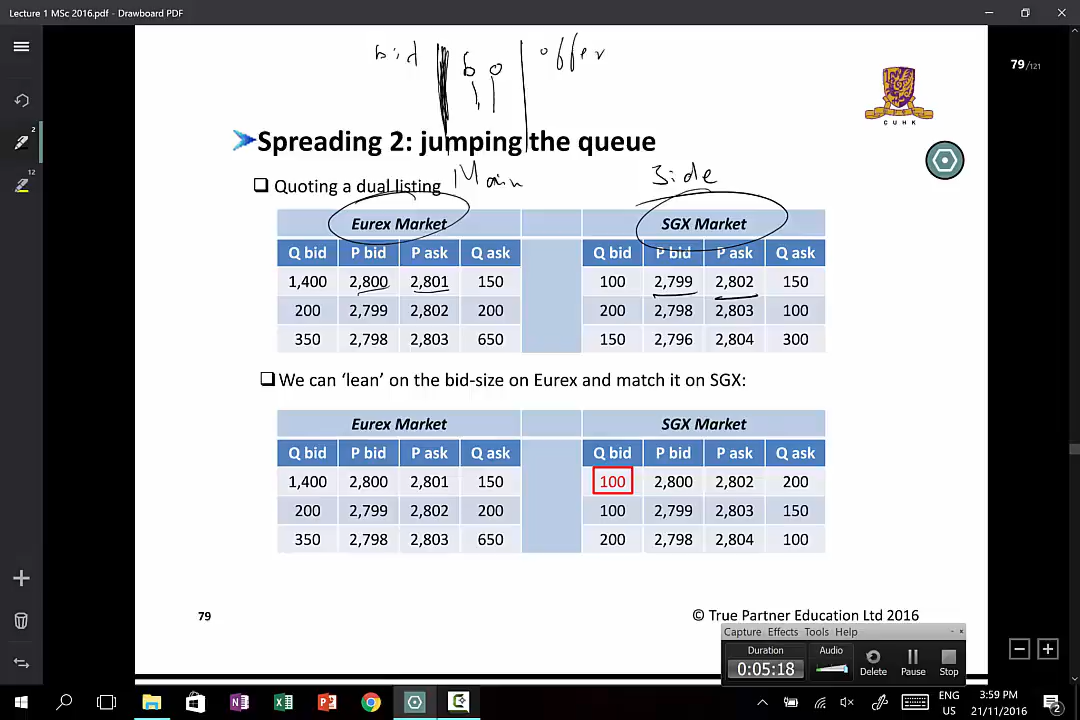 Lecture 1 MSc 2016.pdf - Drawboard PDF
bid b o offer
79/121
CUHK
2
12
Spreading 2: jumping the queue
Quoting a dual listing Main Side
Eurex Market SGX Market
Q bid P bid P ask Q ask Q bid P bid P ask Q ask
1,400 2,800 2,801 150 100 2,799 2,802 150
200 2,799 2,802 200 200 2,798 2,803 100
350 2,798 2,803 650 150 2,796 2,804 300
We can ‘lean’ on the bid-size on Eurex and match it on SGX:
Eurex Market SGX Market
Q bid P bid P ask Q ask Q bid P bid P ask Q ask
1,400 2,800 2,801 150 100 2,800 2,802 200
200 2,799 2,802 200 100 2,799 2,803 150
350 2,798 2,803 650 200 2,798 2,804 100
79
© True Partner Education Ltd 2016
Capture Effects Tools Help
Duration Audio
0:05:18 Delete Pause Stop
ENG 3:59 PM
US 21/11/2016 2